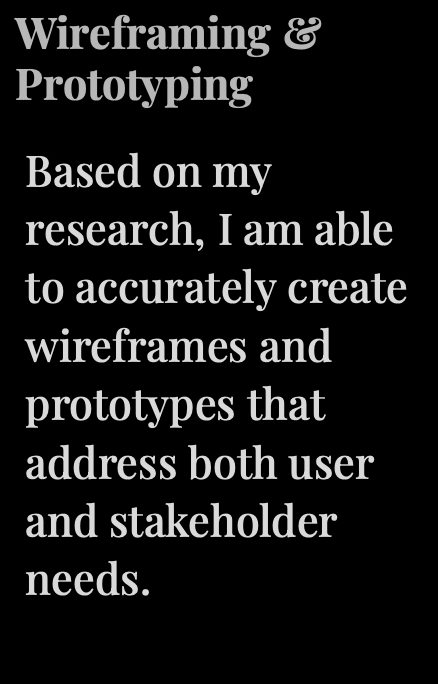 Wireframing &
Prototyping
Based on my
research, I am able
to accurately create
wireframes and
prototypes that
address both user
and stakeholder
needs.